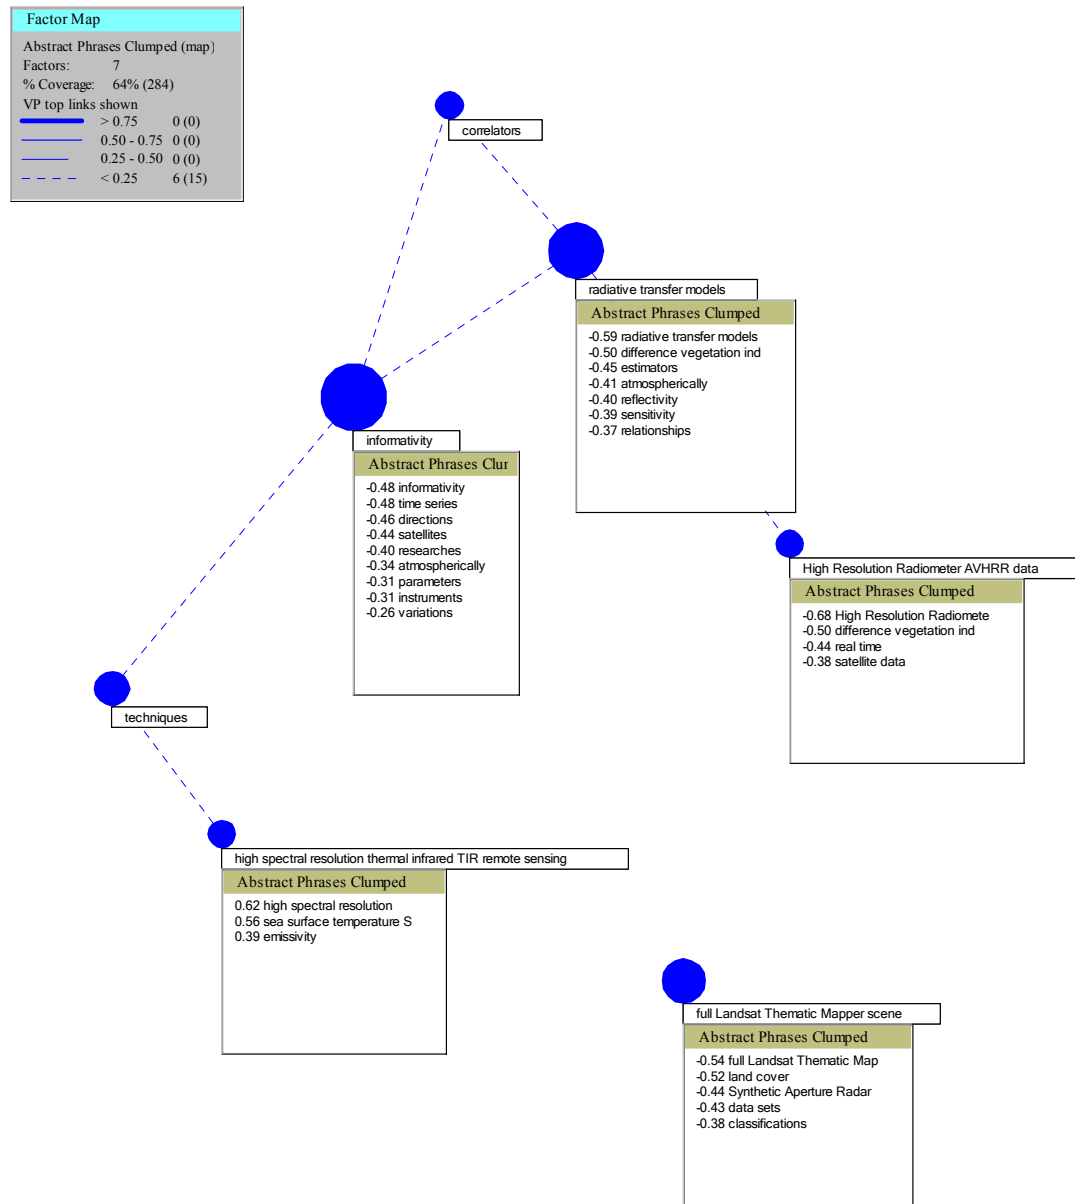 Factor Map
Abstract Phrases Clumped (map)
Factors: 7
% Coverage: 64% (284)
VP top links shown
> 0.75 0 (0)
0.50 - 0.75 0 (0)
0.25 - 0.50 0 (0)
< 0.25 6 (15)
correlators
radiative transfer models
Abstract Phrases Clumped
-0.59 radiative transfer models
-0.50 difference vegetation ind
-0.45 estimators
-0.41 atmospherically
-0.40 reflectivity
-0.39 sensitivity
-0.37 relationships
informativity
Abstract Phrases Clur
-0.48 informativity
-0.48 time series
-0.46 directions
-0.44 satellites
-0.40 researches
-0.34 atmospherically
-0.31 parameters
-0.31 instruments
-0.26 variations
High Resolution Radiometer AVHRR data
Abstract Phrases Clumped
-0.68 High Resolution Radiomete
-0.50 difference vegetation ind
-0.44 real time
-0.38 satellite data
techniques
high spectral resolution thermal infrared TIR remote sensing
Abstract Phrases Clumped
0.62 high spectral resolution
0.56 sea surface temperature S
0.39 emissivity
full Landsat Thematic Mapper scene
Abstract Phrases Clumped
-0.54 full Landsat Thematic Map
-0.52 land cover
-0.44 Synthetic Aperture Radar
-0.43 data sets
-0.38 classifications